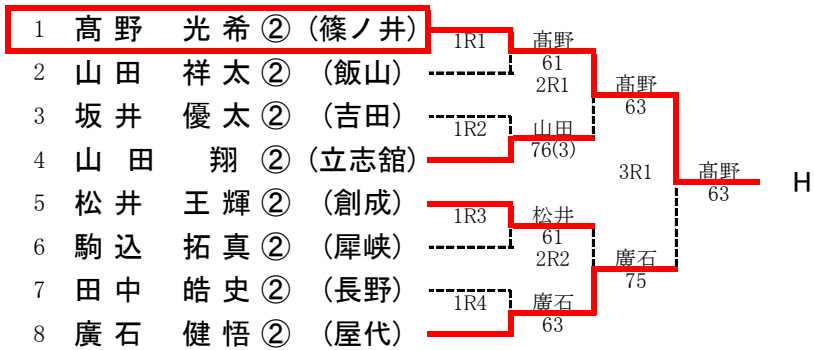 1 髙野 光希② (篠ノ井)
2 山田 祥太② (飯山)
3 坂井 優太② (吉田)
4 山田 翔② (立志舘)
5 松井 王輝② (創成)
6 駒込 拓真② (犀峡)
7 田中 皓史② (長野)
8 廣石 健悟② (屋代)
1R1
1R2
1R3
1R4
髙野
61
2R1
山田
76(3)
松井
61
2R2
廣石
63
髙野
63
3R1
廣石
75
髙野
63
H